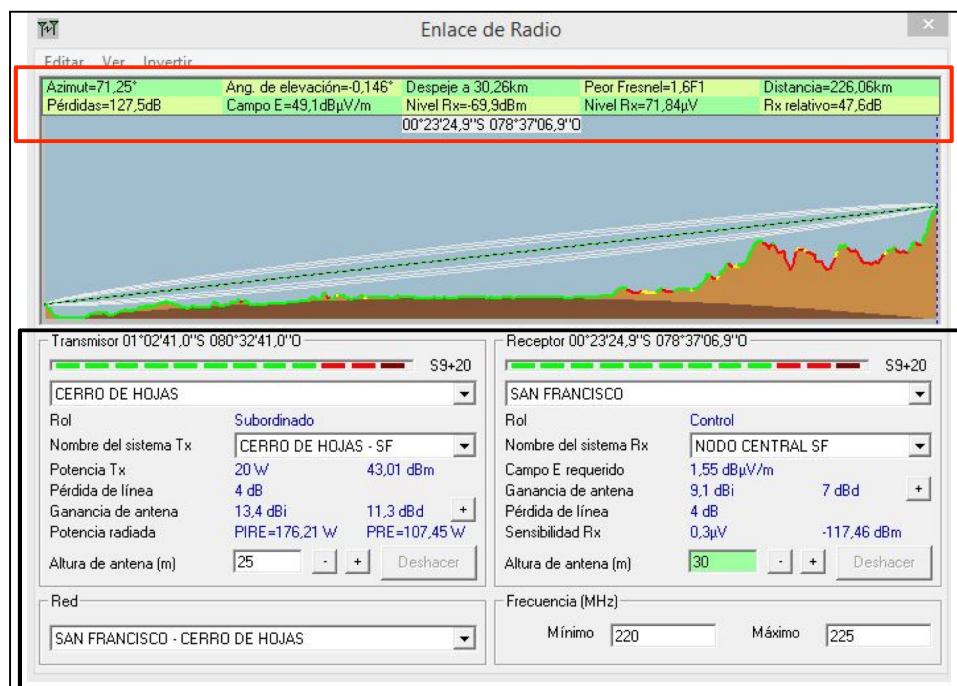 Enlace de Radio ×
Editar Ver Invertir
Azimut=71,25° Ang. de elevación=-0,146° Despeje a 30,26km Peor Fresnel=1,6F1 Distancia=226,06km
Pérdidas=127,5dB Campo E=49,1dBµV/m Nivel Rx=-69,9dBm Nivel Rx=71,84µV Rx relativo=47,6dB
00°23'24,9''S 078°37'06,9''O
Transmisor 01°02'41,0''S 080°32'41,0''O
S9+20
CERRO DE HOJAS
Rol Subordinado
Nombre del sistema Tx CERRO DE HOJAS - SF
Potencia Tx 20 W 43,01 dBm
Pérdida de línea 4 dB
Ganancia de antena 13,4 dBi 11,3 dBd +
Potencia radiada PIRE=176,21 W PRE=107,45 W
Altura de antena (m) 25 - + Deshacer
Red
SAN FRANCISCO - CERRO DE HOJAS
Receptor 00°23'24,9''S 078°37'06,9''O
S9+20
SAN FRANCISCO
Rol Control
Nombre del sistema Rx NODO CENTRAL SF
Campo E requerido 1,55 dBµV/m
Ganancia de antena 9,1 dBi 7 dBd +
Pérdida de línea 4 dB
Sensibilidad Rx 0,3µV -117,46 dBm
Altura de antena (m) 30 - + Deshacer
Frecuencia (MHz)
Mínimo 220 Máximo 225